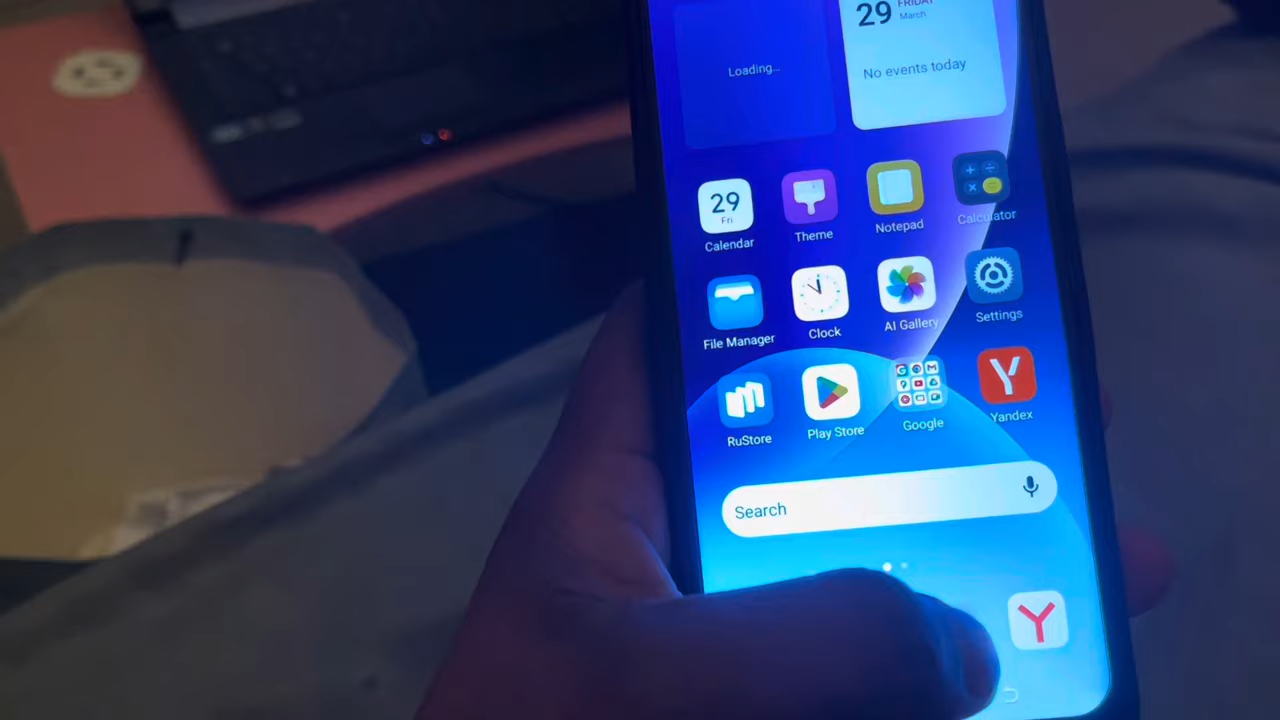 29 FRIDAY
March
Loading...
No events today
29
Fri
Calendar
Theme
Notepad
Calculator
File Manager
Clock
AI Gallery
Settings
RuStore
Play Store
Google
Yandex
Search